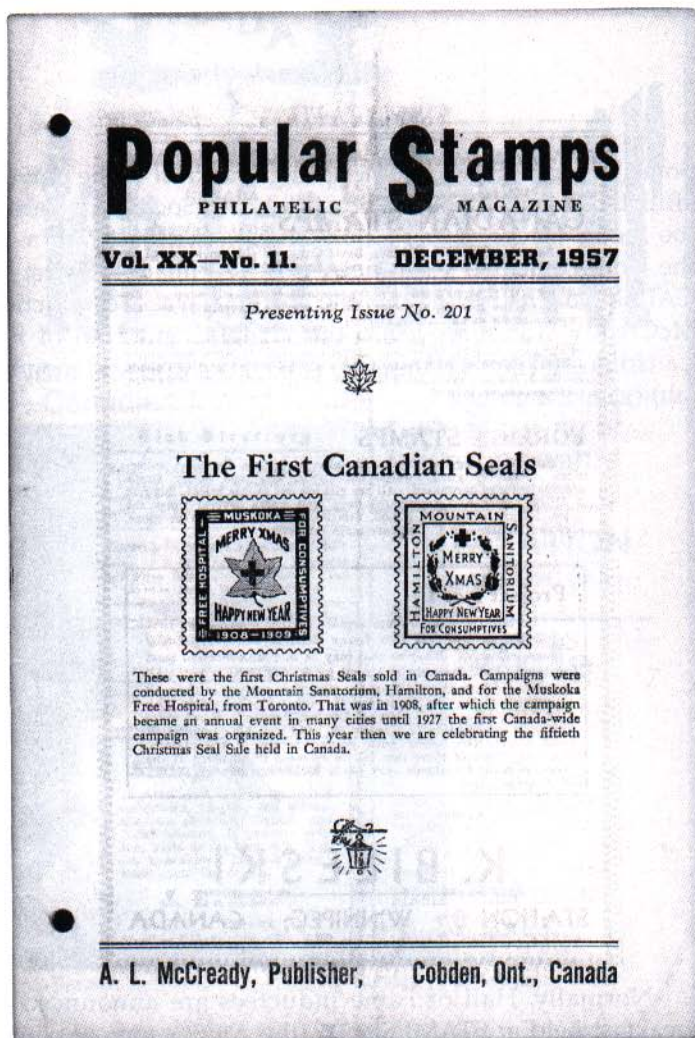 Popular Stamps
PHILATELIC MAGAZINE
Vol. XX—No. 11. DECEMBER, 1957
Presenting Issue No. 201
The First Canadian Seals
MUSKOKA
FREE HOSPITAL
FOR CONSUMPTIVES
MERRY XMAS
HAPPY NEW YEAR
1908-1909
MOUNTAIN
HAMILTON
SANITORIUM
MERRY
XMAS
HAPPY NEW YEAR
FOR CONSUMPTIVES
These were the first Christmas Seals sold in Canada. Campaigns were
conducted by the Mountain Sanatorium, Hamilton, and for the Muskoka
Free Hospital, from Toronto. That was in 1908, after which the campaign
became an annual event in many cities until 1927 the first Canada-wide
campaign was organized. This year then we are celebrating the fiftieth
Christmas Seal Sale held in Canada.
A. L. McCready, Publisher, Cobden, Ont., Canada